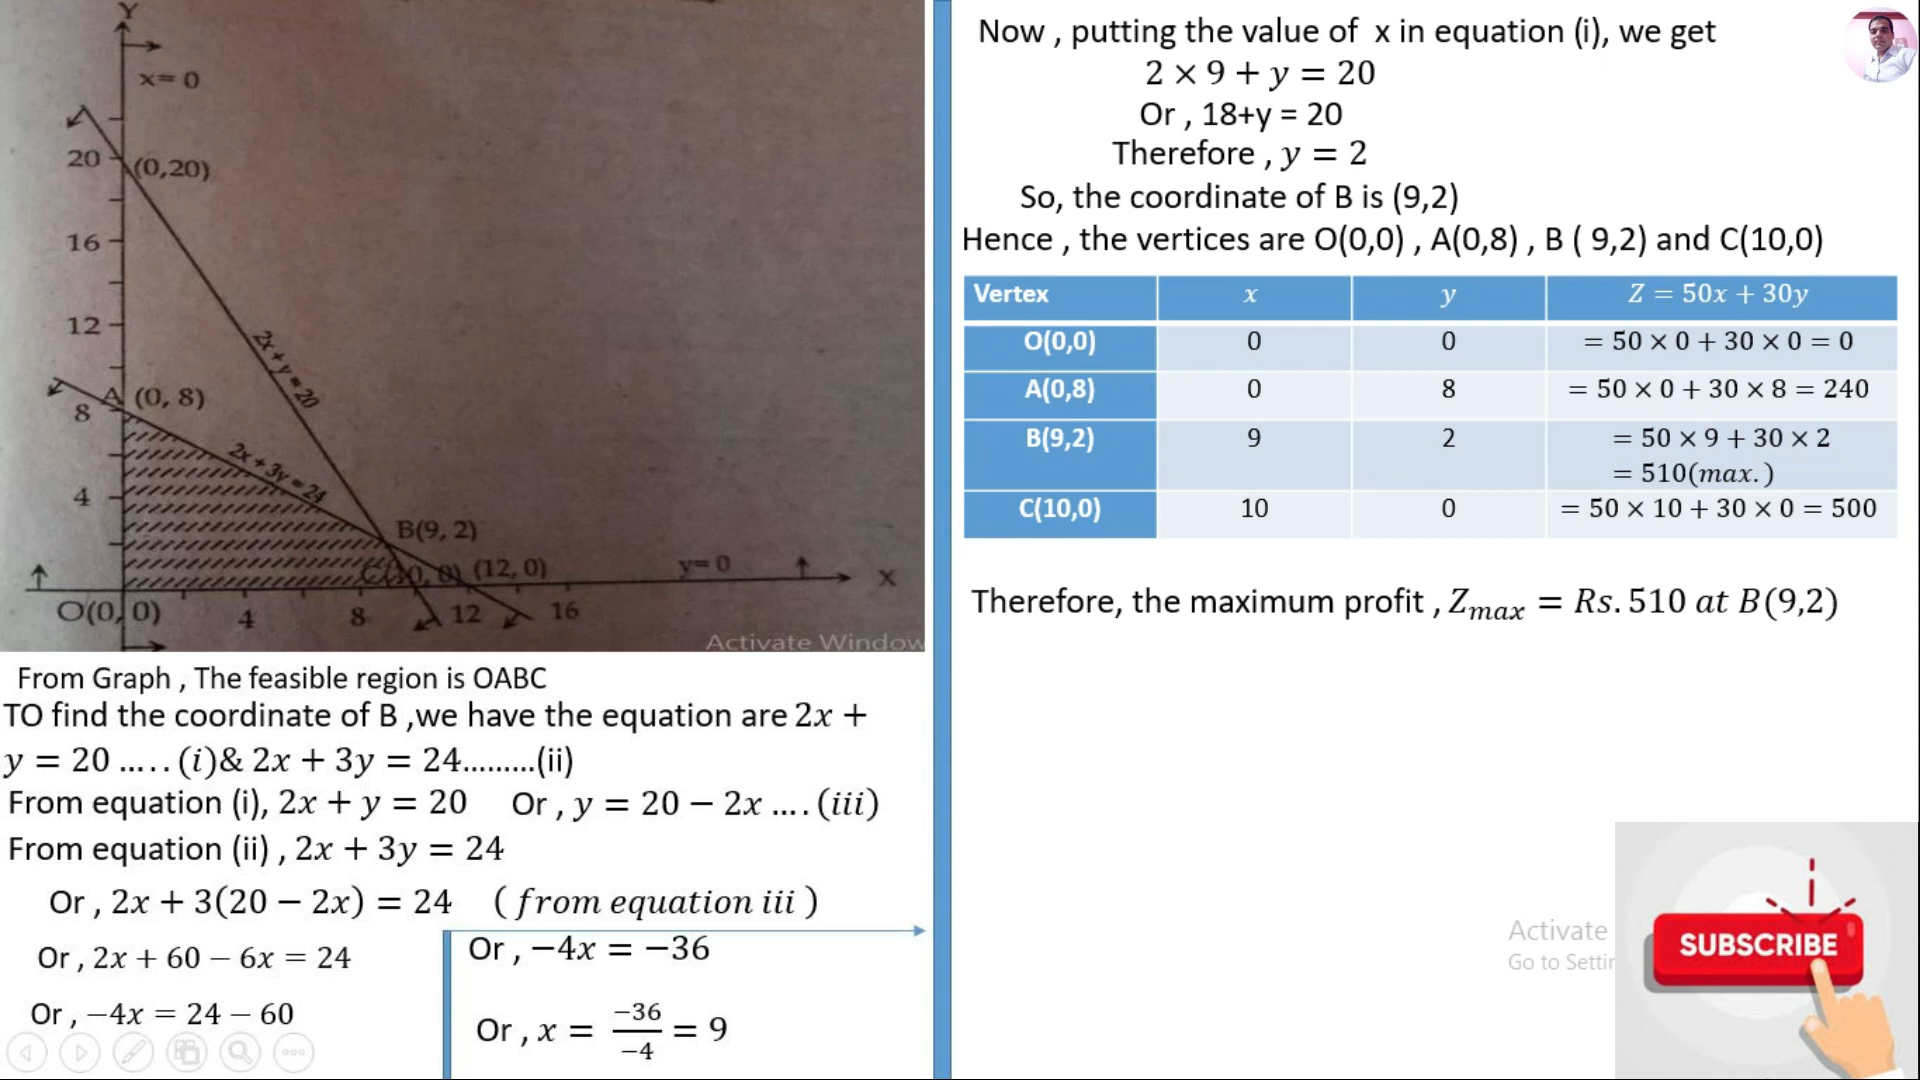 Y
x= 0
20
(0,20)
16
12
2x+y=20
A (0, 8)
8
2x+3y=24
4
B(9, 2)
C(10, 0) (12, 0)
y= 0
X
O(0, 0)
4
8
12
16
Activate Window
From Graph , The feasible region is OABC
TO find the coordinate of B ,we have the equation are 2x +
y = 20 ..... (i)& 2x + 3y = 24.........(ii)
From equation (i), 2x + y = 20 Or , y = 20 − 2x .... (iii)
From equation (ii) , 2x + 3y = 24
Or , 2x + 3(20 − 2x) = 24 ( from equation iii )
Or , 2x + 60 − 6x = 24
Or , −4x = 24 − 60
Or , −4x = −36
Or , x = −36/−4 = 9
Now , putting the value of x in equation (i), we get
2 × 9 + y = 20
Or , 18+y = 20
Therefore , y = 2
So, the coordinate of B is (9,2)
Hence , the vertices are O(0,0) , A(0,8) , B ( 9,2) and C(10,0)
Vertex x y Z = 50x + 30y
O(0,0) 0 0 = 50 × 0 + 30 × 0 = 0
A(0,8) 0 8 = 50 × 0 + 30 × 8 = 240
B(9,2) 9 2 = 50 × 9 + 30 × 2
= 510(max.)
C(10,0) 10 0 = 50 × 10 + 30 × 0 = 500
Therefore, the maximum profit , Zmax = Rs. 510 at B(9,2)
Activate
Go to Settin
SUBSCRIBE